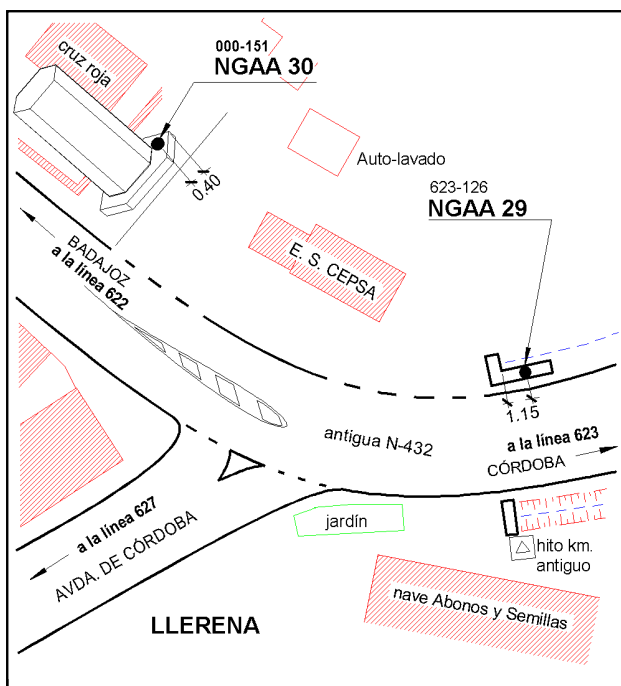 cruz roja
000-151
NGAA 30
0.40
Auto-lavado
623-126
NGAA 29
E. S. CEPSA
BADAJOZ
a la línea 622
1.15
antigua N-432
a la línea 623
CÓRDOBA
a la línea 627
AVDA. DE CÓRDOBA
jardín
hito km.
antiguo
nave Abonos y Semillas
LLERENA